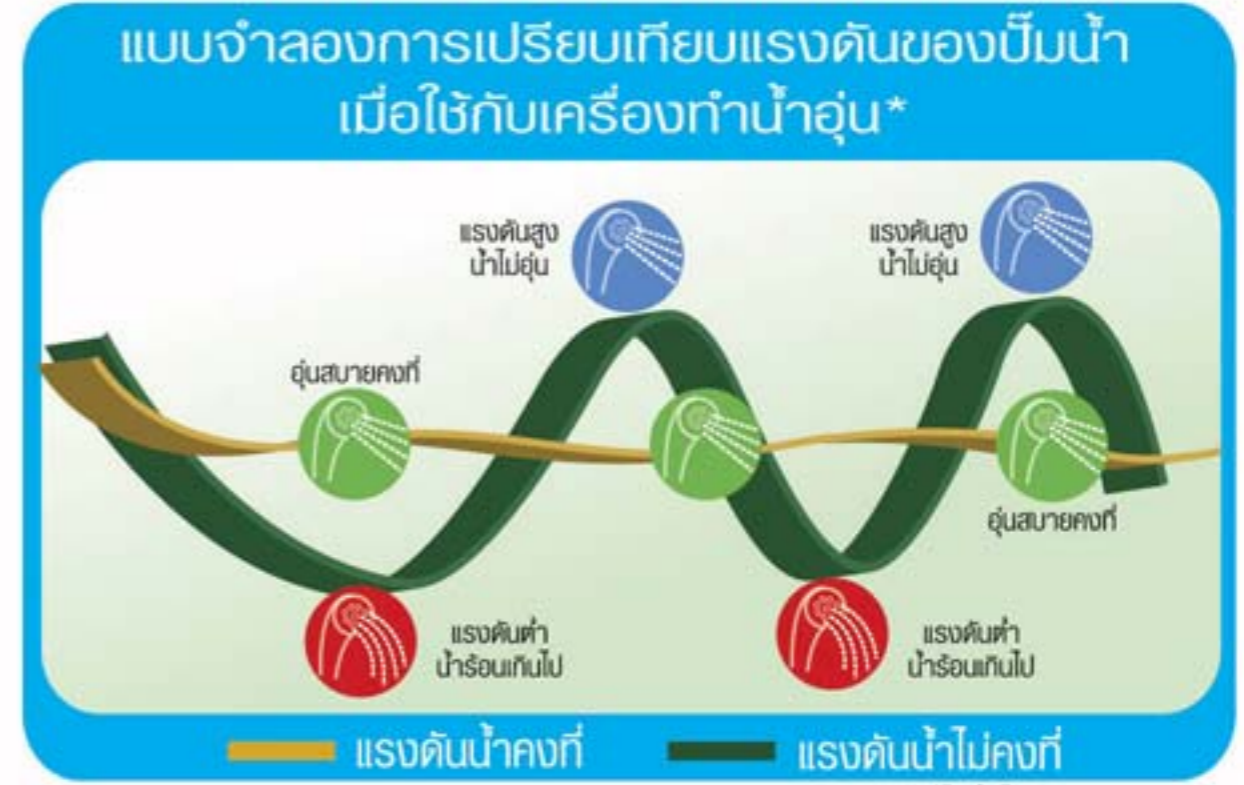 แบบจำลองการเปรียบเทียบแรงดันของปั๊มน้ำ
เมื่อใช้กับเครื่องทำน้ำอุ่น*
แรงดันสูง
น้ำไม่อุ่น
แรงดันสูง
น้ำไม่อุ่น
อุ่นสบายคงที่
อุ่นสบายคงที่
แรงดันต่ำ
น้ำร้อนเกินไป
แรงดันต่ำ
น้ำร้อนเกินไป
แรงดันน้ำคงที่
แรงดันน้ำไม่คงที่